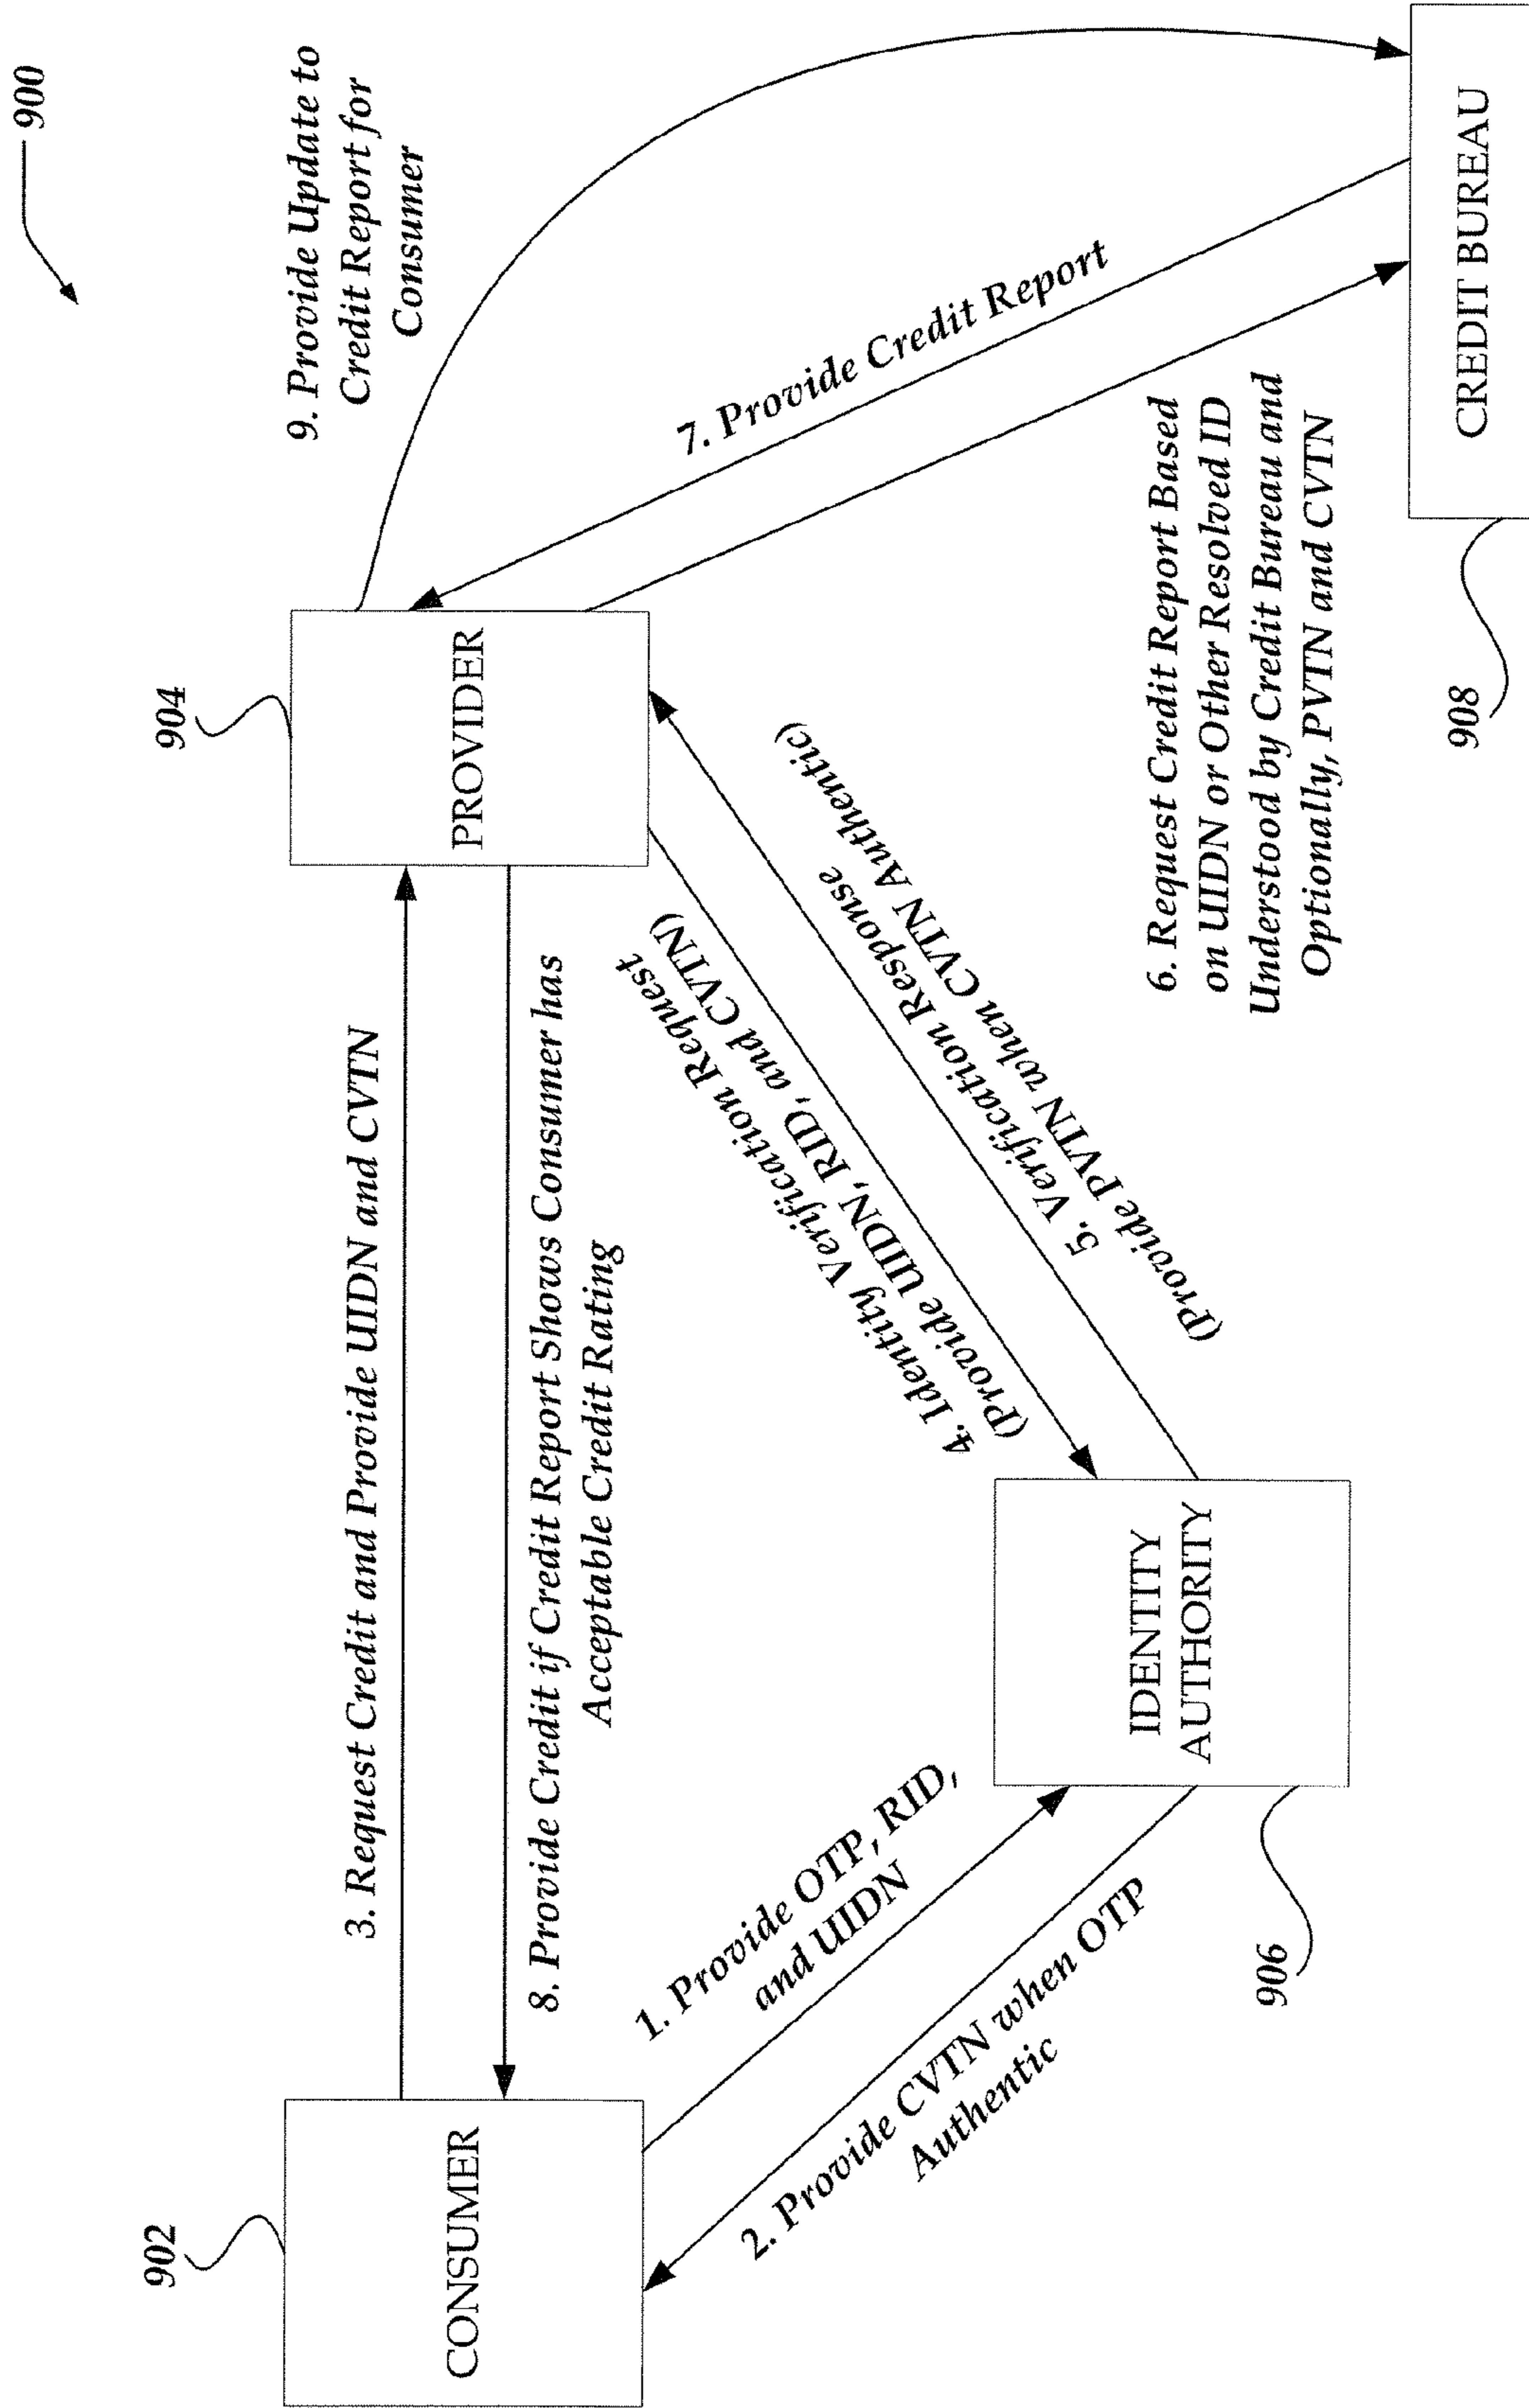 900
902
CONSUMER
904
PROVIDER
3. Request Credit and Provide UIDN and CVTN
8. Provide Credit if Credit Report Shows Consumer has
Acceptable Credit Rating
9. Provide Update to
Credit Report for
Consumer
1. Provide OTP, RID,
and UIDN
2. Provide CVTN when OTP
Authentic
4. Identity Verification Request
(Provide UIDN, RID, and CVTN)
5. Verification Response
(Provide PVTN when CVTN Authentic)
7. Provide Credit Report
6. Request Credit Report Based
on UIDN or Other Resolved ID
Understood by Credit Bureau and
Optionally, PVTN and CVTN
IDENTITY
AUTHORITY
906
CREDIT BUREAU
908